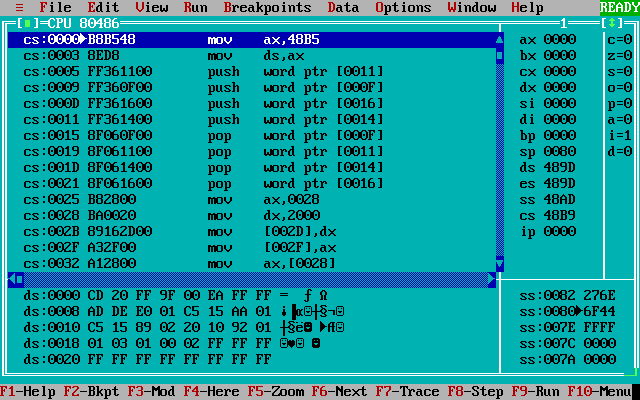 ≡ File Edit View Run Breakpoints Data Options Window Help READY
[■]=CPU 80486 1 [↕]
cs:0000►B8B548 mov ax,48B5 ax 0000 c=0
cs:0003 8ED8 mov ds,ax bx 0000 z=0
cs:0005 FF361100 push word ptr [0011] cx 0000 s=0
cs:0009 FF360F00 push word ptr [000F] dx 0000 o=0
cs:000D FF361600 push word ptr [0016] si 0000 p=0
cs:0011 FF361400 push word ptr [0014] di 0000 a=0
cs:0015 8F060F00 pop word ptr [000F] bp 0000 i=1
cs:0019 8F061100 pop word ptr [0011] sp 0080 d=0
cs:001D 8F061400 pop word ptr [0014] ds 489D
cs:0021 8F061600 pop word ptr [0016] es 489D
cs:0025 B82800 mov ax,0028 ss 48AD
cs:0028 BA0020 mov dx,2000 cs 48B9
cs:002B 89162D00 mov [002D],dx ip 0000
cs:002F A32F00 mov [002F],ax
cs:0032 A12800 mov ax,[0028]
ds:0000 CD 20 FF 9F 00 EA FF FF = ƒ Ω ss:0082 276E
ds:0008 AD DE E0 01 C5 15 AA 01 ¡▐α☺┼§¬☺ ss:0080►6F44
ds:0010 C5 15 89 02 20 10 92 01 ┼§ë☻ ►Æ☺ ss:007E FFFF
ds:0018 01 03 01 00 02 FF FF FF ☺♥☺ ☻ ss:007C 0000
ds:0020 FF FF FF FF FF FF FF FF ss:007A 0000
F1-Help F2-Bkpt F3-Mod F4-Here F5-Zoom F6-Next F7-Trace F8-Step F9-Run F10-Menu